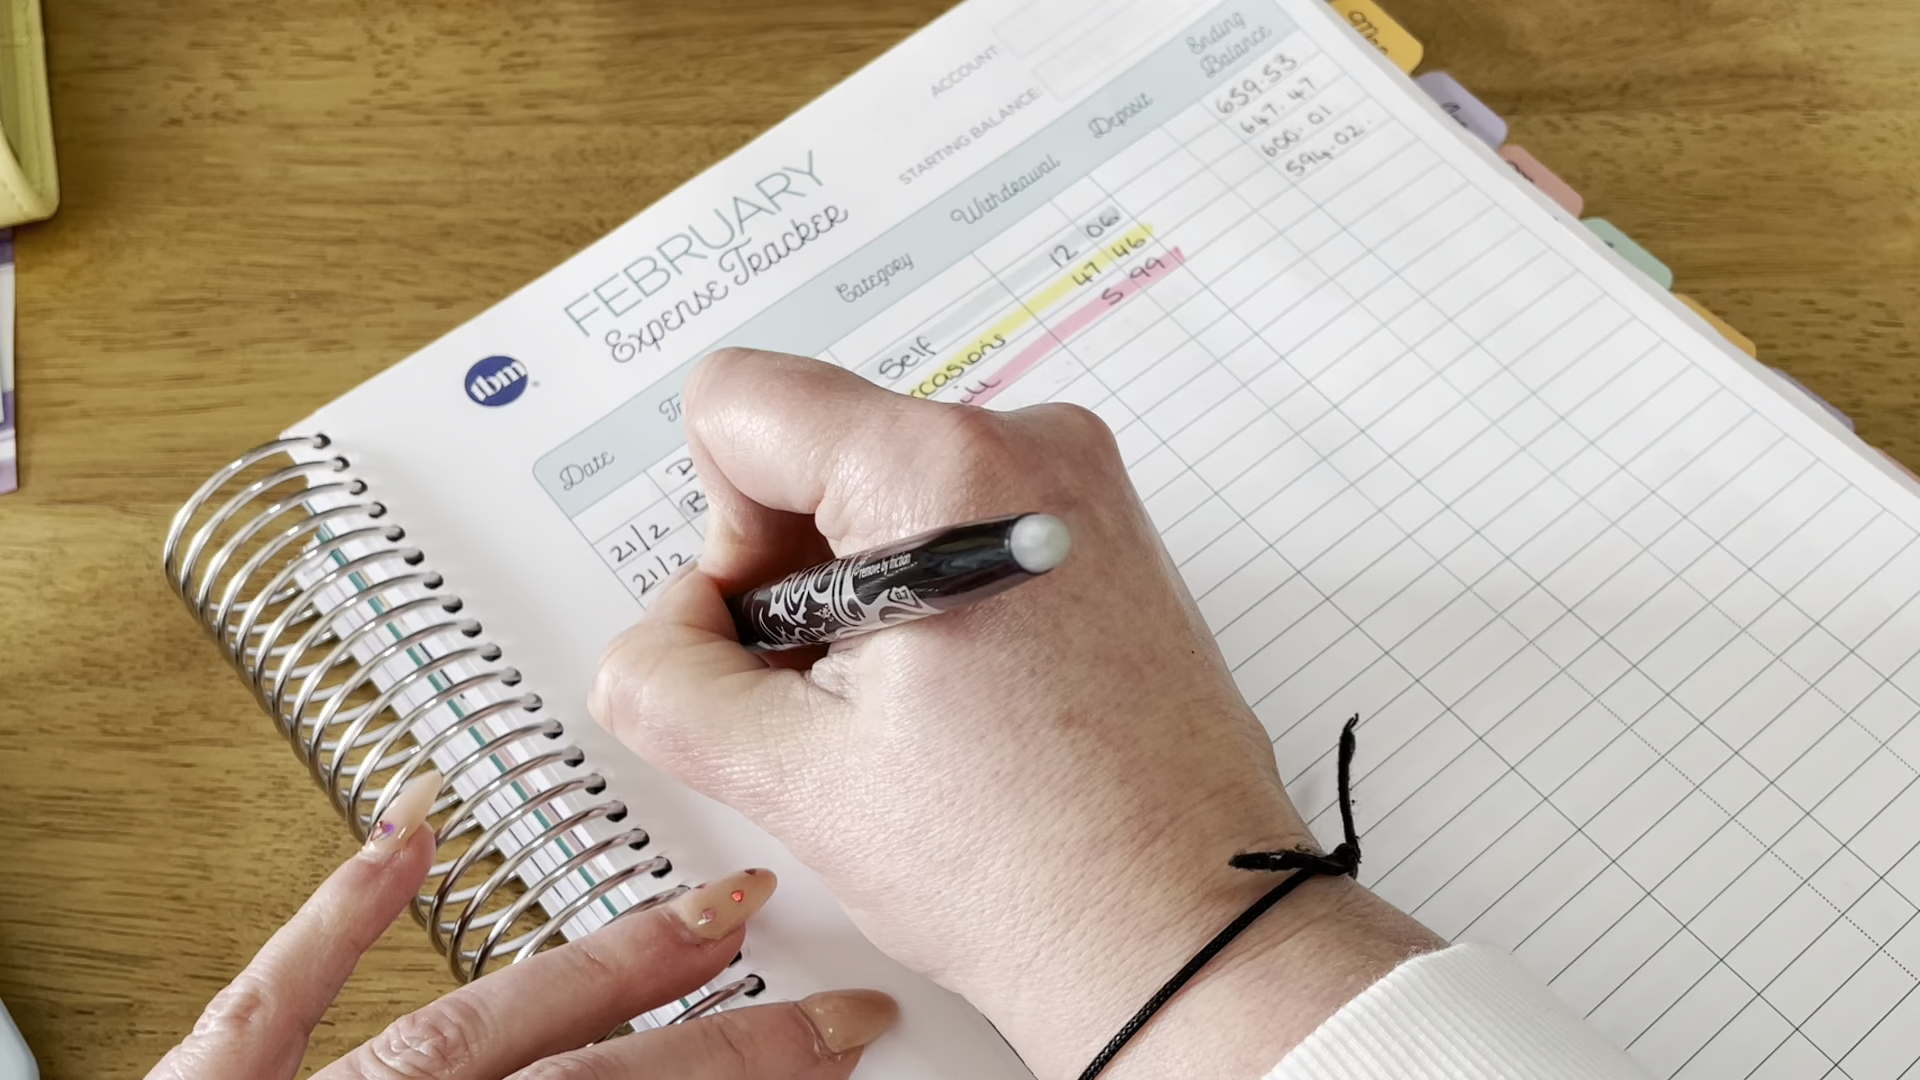 ACCOUNT:
STARTING BALANCE:
FEBRUARY
Expense Tracker
tbm
Date
Category
Withdrawal
Deposit
Ending Balance
659.53
12 06 647.47
Self 47 46 600.01
5 99 594.02
21/2
21/2
remove by friction